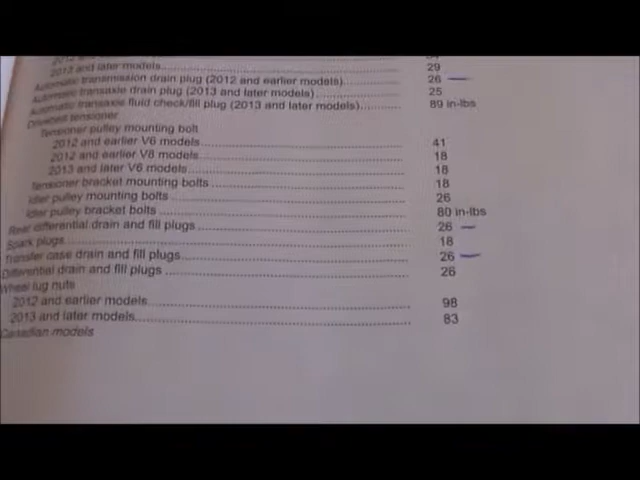 2012 and
2013 and later models 29
Automatic transmission drain plug (2012 and earlier models) 26
Automatic transaxle drain plug (2013 and later models) 25
Automatic transaxle fluid check/fill plug (2013 and later models) 89 in-lbs
Drivebelt tensioner
Tensioner pulley mounting bolt
2012 and earlier V6 models 41
2012 and earlier V8 models 18
2013 and later V6 models 18
Tensioner bracket mounting bolts 18
Idler pulley mounting bolts 26
Idler pulley bracket bolts 80 in-lbs
Rear differential drain and fill plugs 26
Spark plugs 18
Transfer case drain and fill plugs 26
Differential drain and fill plugs 26
Wheel lug nuts
2012 and earlier models 98
2013 and later models 83
Canadian models